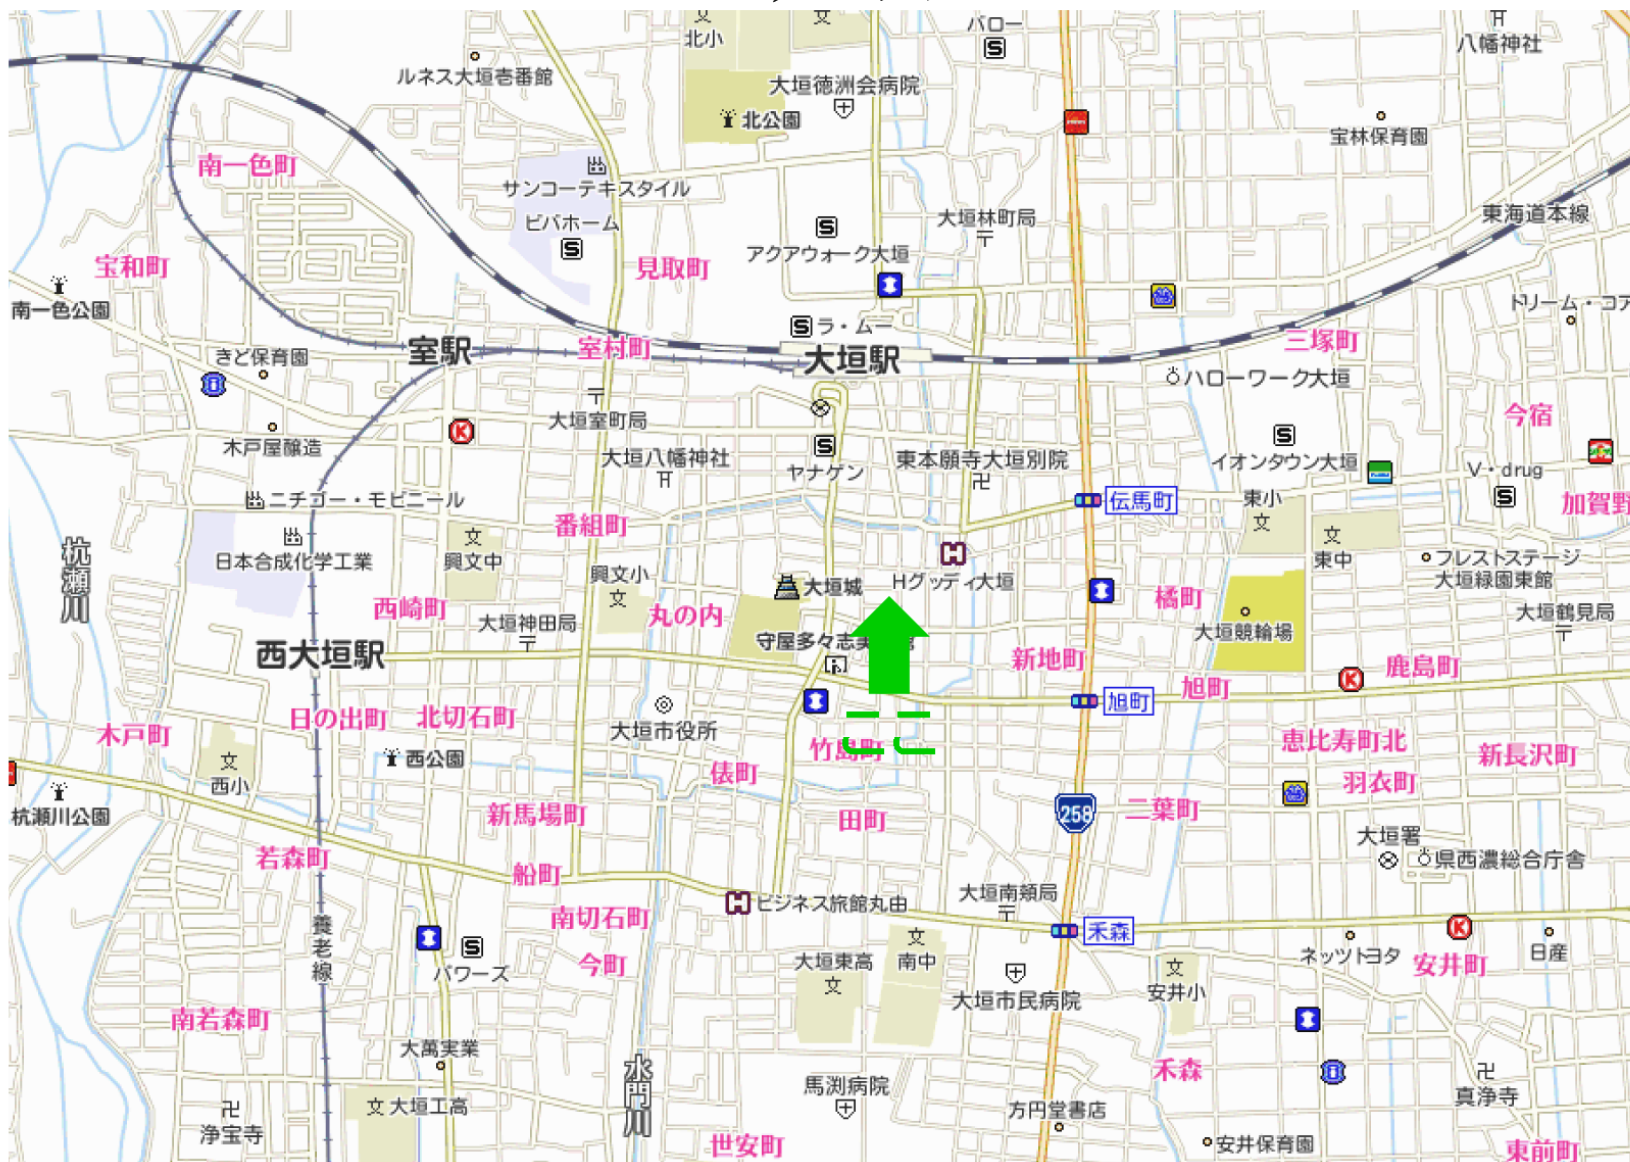 北小
バロー
八幡神社
ルネス大垣壱番館
大垣徳洲会病院
北公園
宝林保育園
南一色町
サンコーテキスタイル
ビバホーム
大垣林町局
東海道本線
アクアウォーク大垣
宝和町
見取町
南一色公園
ドリーム・コア
ラ・ムー
室駅
室村町
大垣駅
三塚町
きど保育園
ハローワーク大垣
大垣室町局
今宿
木戸屋醸造
大垣八幡神社
ヤナゲン
東本願寺大垣別院
イオンタウン大垣
V・drug
ニチゴー・モビニール
伝馬町
東小
加賀野
番組町
杭瀬川
日本合成化学工業
興文中
興文小
大垣城
Hグッディ大垣
東中
フレストステージ
大垣緑園東館
西崎町
大垣神田局
丸の内
橘町
大垣競輪場
大垣鶴見局
西大垣駅
守屋多々志美
館
新地町
鹿島町
旭町
旭町
日の出町
北切石町
大垣市役所
木戸町
西公園
竹島町
恵比寿町北
新長沢町
西小
俵町
羽衣町
杭瀬川公園
新馬場町
田町
258
二葉町
大垣署
県西濃総合庁舎
若森町
船町
大垣南頬局
ビジネス旅館丸由
南切石町
養老線
禾森
パワーズ
今町
大垣東高
南中
大垣市民病院
安井小
ネッツトヨタ
安井町
日産
南若森町
大萬実業
水門川
馬渕病院
禾森
真浄寺
大垣工高
方円堂書店
浄宝寺
世安町
安井保育園
東前町